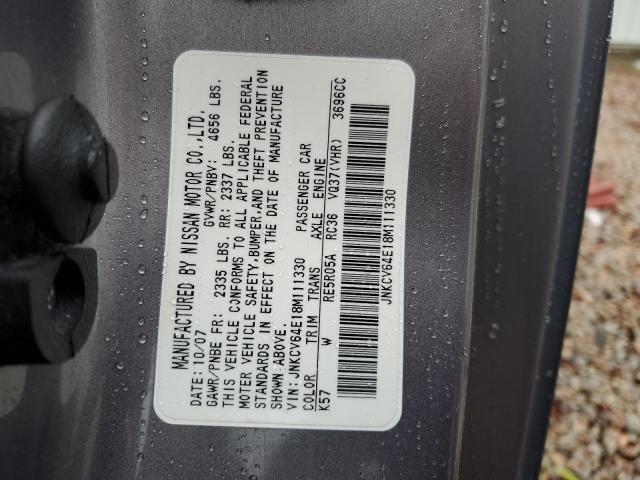 MANUFACTURED BY NISSAN MOTOR CO.,LTD.
DATE: 10/07 GVWR/PNBV: 4656 LBS.
GAWR/PNBE FR: 2335 LBS. RR: 2337 LBS.
THIS VEHICLE CONFORMS TO ALL APPLICABLE FEDERAL
MOTOR VEHICLE SAFETY,BUMPER,AND THEFT PREVENTION
STANDARDS IN EFFECT ON THE DATE OF MANUFACTURE
SHOWN ABOVE.
VIN:JNKCV64E18M111330 PASSENGER CAR
COLOR TRIM TRANS AXLE ENGINE
K57 W RE5R05A RC36 VQ37(VHR) 3696CC
JNKCV64E18M111330